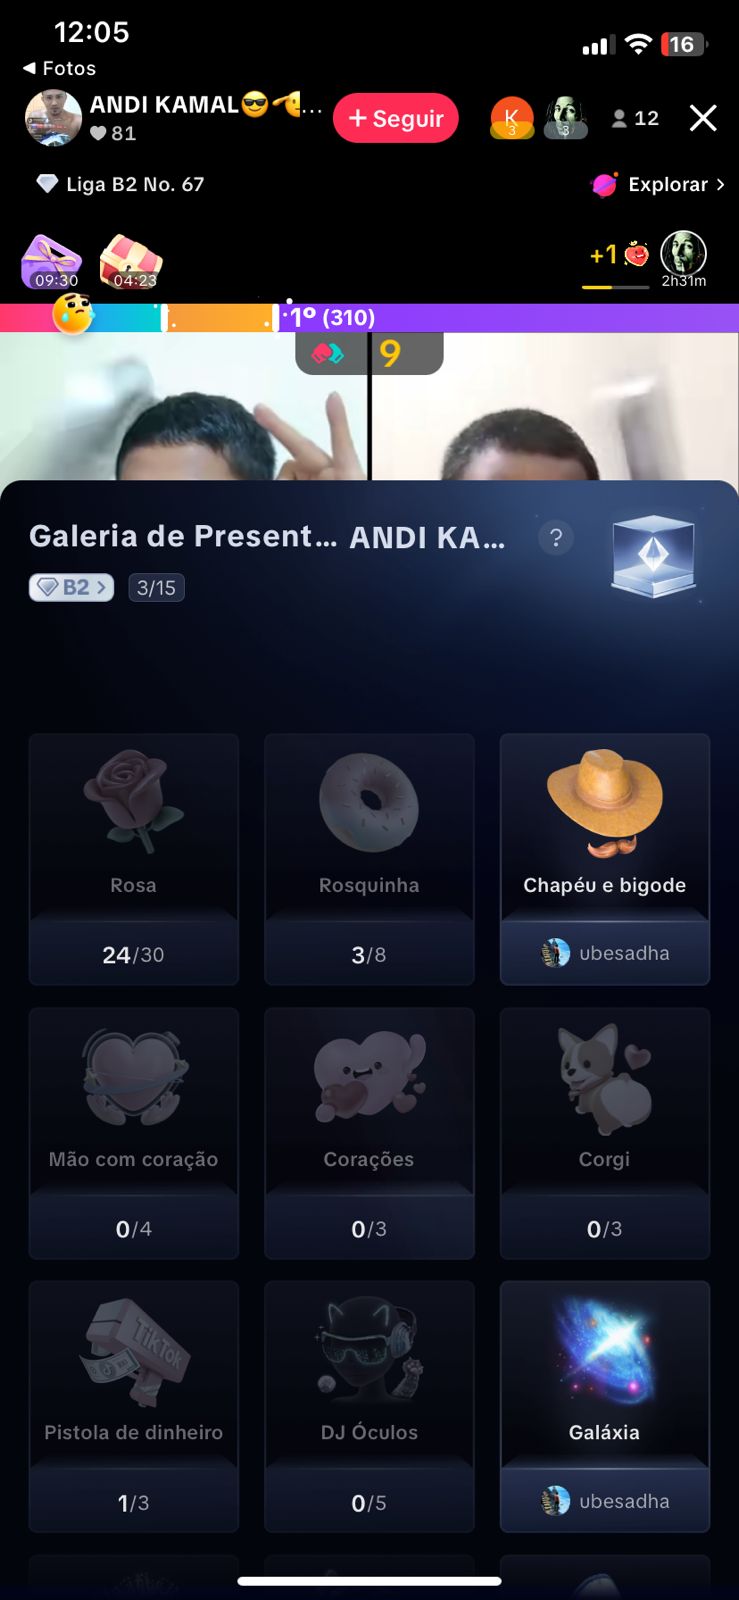 12:05
16
◀ Fotos
ANDI KAMAL😎🫵...
81
+ Seguir
K
3
3
12
Liga B2 No. 67
Explorar >
09:30
04:23
+1
2h31m
1º (310)
9
Galeria de Present... ANDI KA...
?
B2 >
3/15
Rosa
Rosquinha
Chapéu e bigode
24/30
3/8
ubesadha
Mão com coração
Corações
Corgi
0/4
0/3
0/3
TikTok
Pistola de dinheiro
DJ Óculos
Galáxia
1/3
0/5
ubesadha